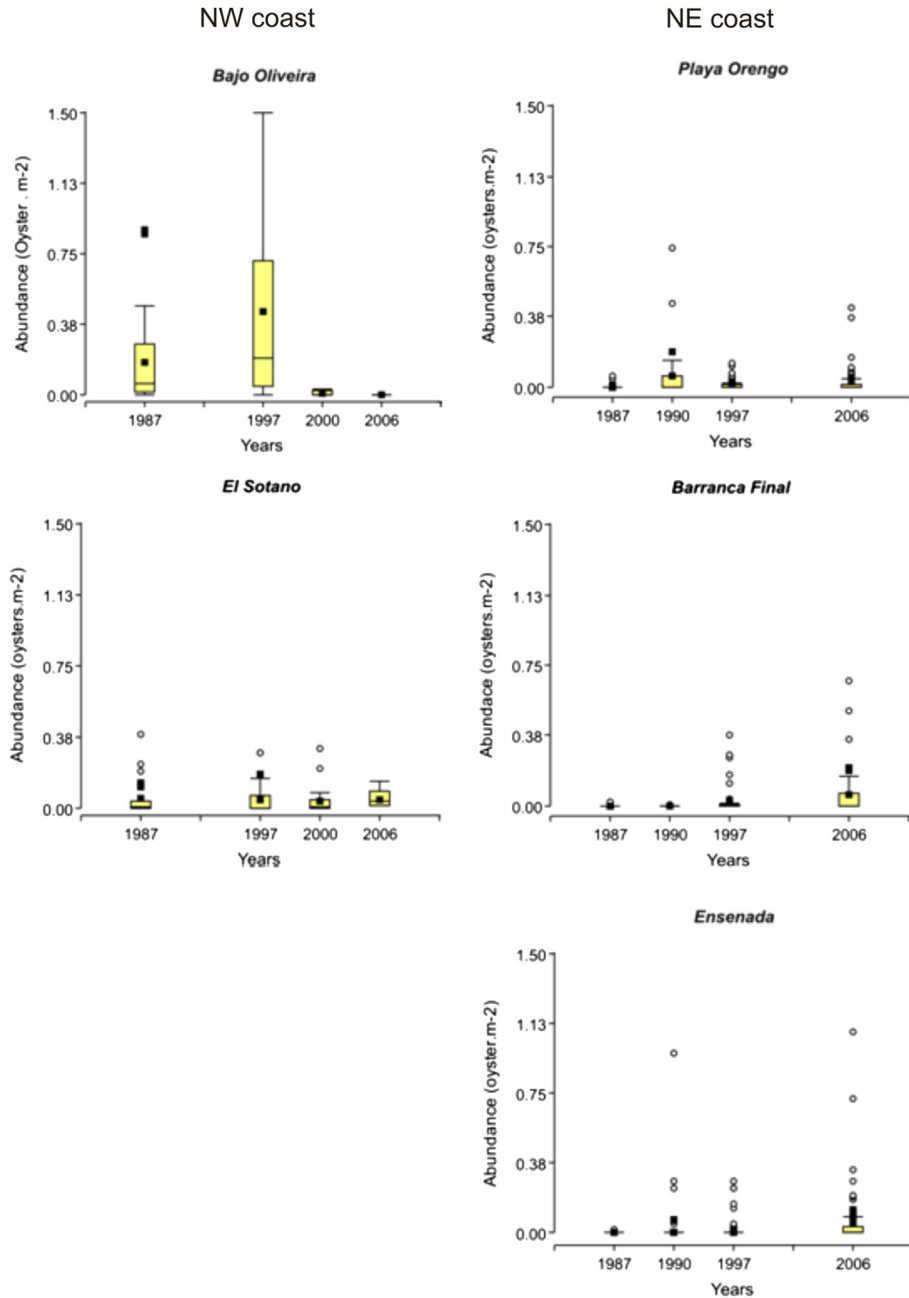 NW coast
NE coast
Bajo Oliveira
Abundance (Oyster . m-2)
1.50
1.13
0.75
0.38
0.00
1987 1997 2000 2006
Years
Playa Orengo
Abundance (oysters.m-2)
1.50
1.13
0.75
0.38
0.00
1987 1990 1997 2006
Years
El Sotano
Abundance (oysters.m-2)
1.50
1.13
0.75
0.38
0.00
1987 1997 2000 2006
Years
Barranca Final
Abundace (oysters.m-2)
1.50
1.13
0.75
0.38
0.00
1987 1990 1997 2006
Years
Ensenada
Abundance (oyster.m-2)
1.50
1.13
0.75
0.38
0.00
1987 1990 1997 2006
Years